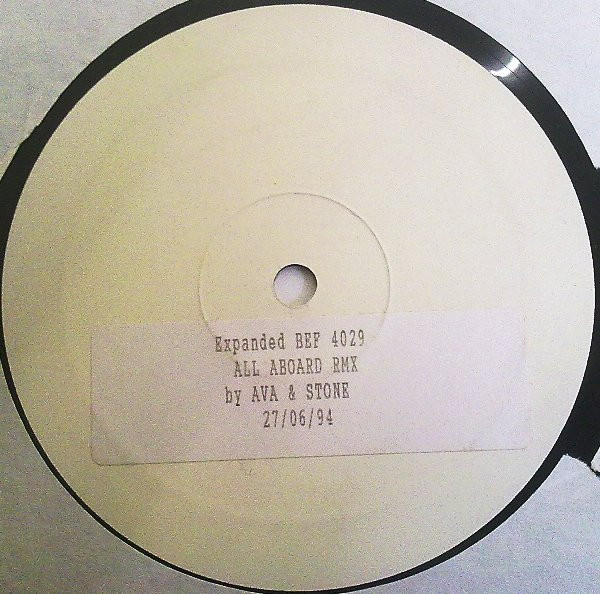 Expanded BEF 4029
ALL ABOARD RMX
by AVA & STONE
27/06/94